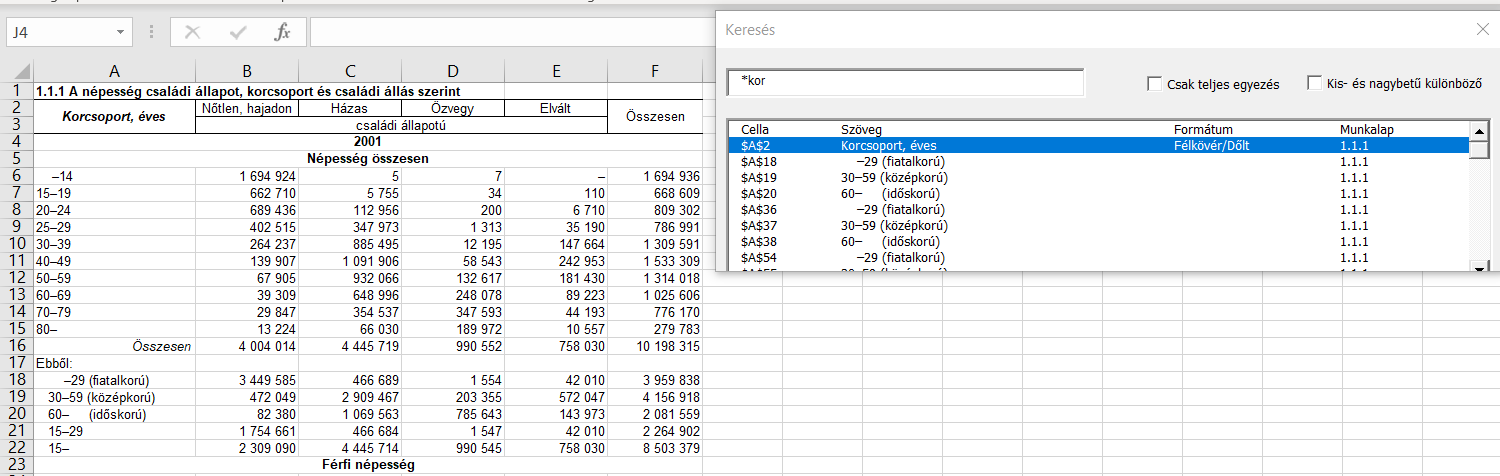 J4
fx
A B C D E F
1 1.1.1 A népesség családi állapot, korcsoport és családi állás szerint
2 Korcsoport, éves Nőtlen, hajadon Házas Özvegy Elvált Összesen
3 családi állapotú
4 2001
5 Népesség összesen
6 –14 1 694 924 5 7 – 1 694 936
7 15–19 662 710 5 755 34 110 668 609
8 20–24 689 436 112 956 200 6 710 809 302
9 25–29 402 515 347 973 1 313 35 190 786 991
10 30–39 264 237 885 495 12 195 147 664 1 309 591
11 40–49 139 907 1 091 906 58 543 242 953 1 533 309
12 50–59 67 905 932 066 132 617 181 430 1 314 018
13 60–69 39 309 648 996 248 078 89 223 1 025 606
14 70–79 29 847 354 537 347 593 44 193 776 170
15 80– 13 224 66 030 189 972 10 557 279 783
16 Összesen 4 004 014 4 445 719 990 552 758 030 10 198 315
17 Ebből:
18 –29 (fiatalkorú) 3 449 585 466 689 1 554 42 010 3 959 838
19 30–59 (középkorú) 472 049 2 909 467 203 355 572 047 4 156 918
20 60– (időskorú) 82 380 1 069 563 785 643 143 973 2 081 559
21 15–29 1 754 661 466 684 1 547 42 010 2 264 902
22 15– 2 309 090 4 445 714 990 545 758 030 8 503 379
23 Férfi népesség
Keresés
*kor
Csak teljes egyezés
Kis- és nagybetű különböző
Cella Szöveg Formátum Munkalap
$A$2 Korcsoport, éves Félkövér/Dőlt 1.1.1
$A$18 –29 (fiatalkorú) 1.1.1
$A$19 30–59 (középkorú) 1.1.1
$A$20 60– (időskorú) 1.1.1
$A$36 –29 (fiatalkorú) 1.1.1
$A$37 30–59 (középkorú) 1.1.1
$A$38 60– (időskorú) 1.1.1
$A$54 –29 (fiatalkorú) 1.1.1